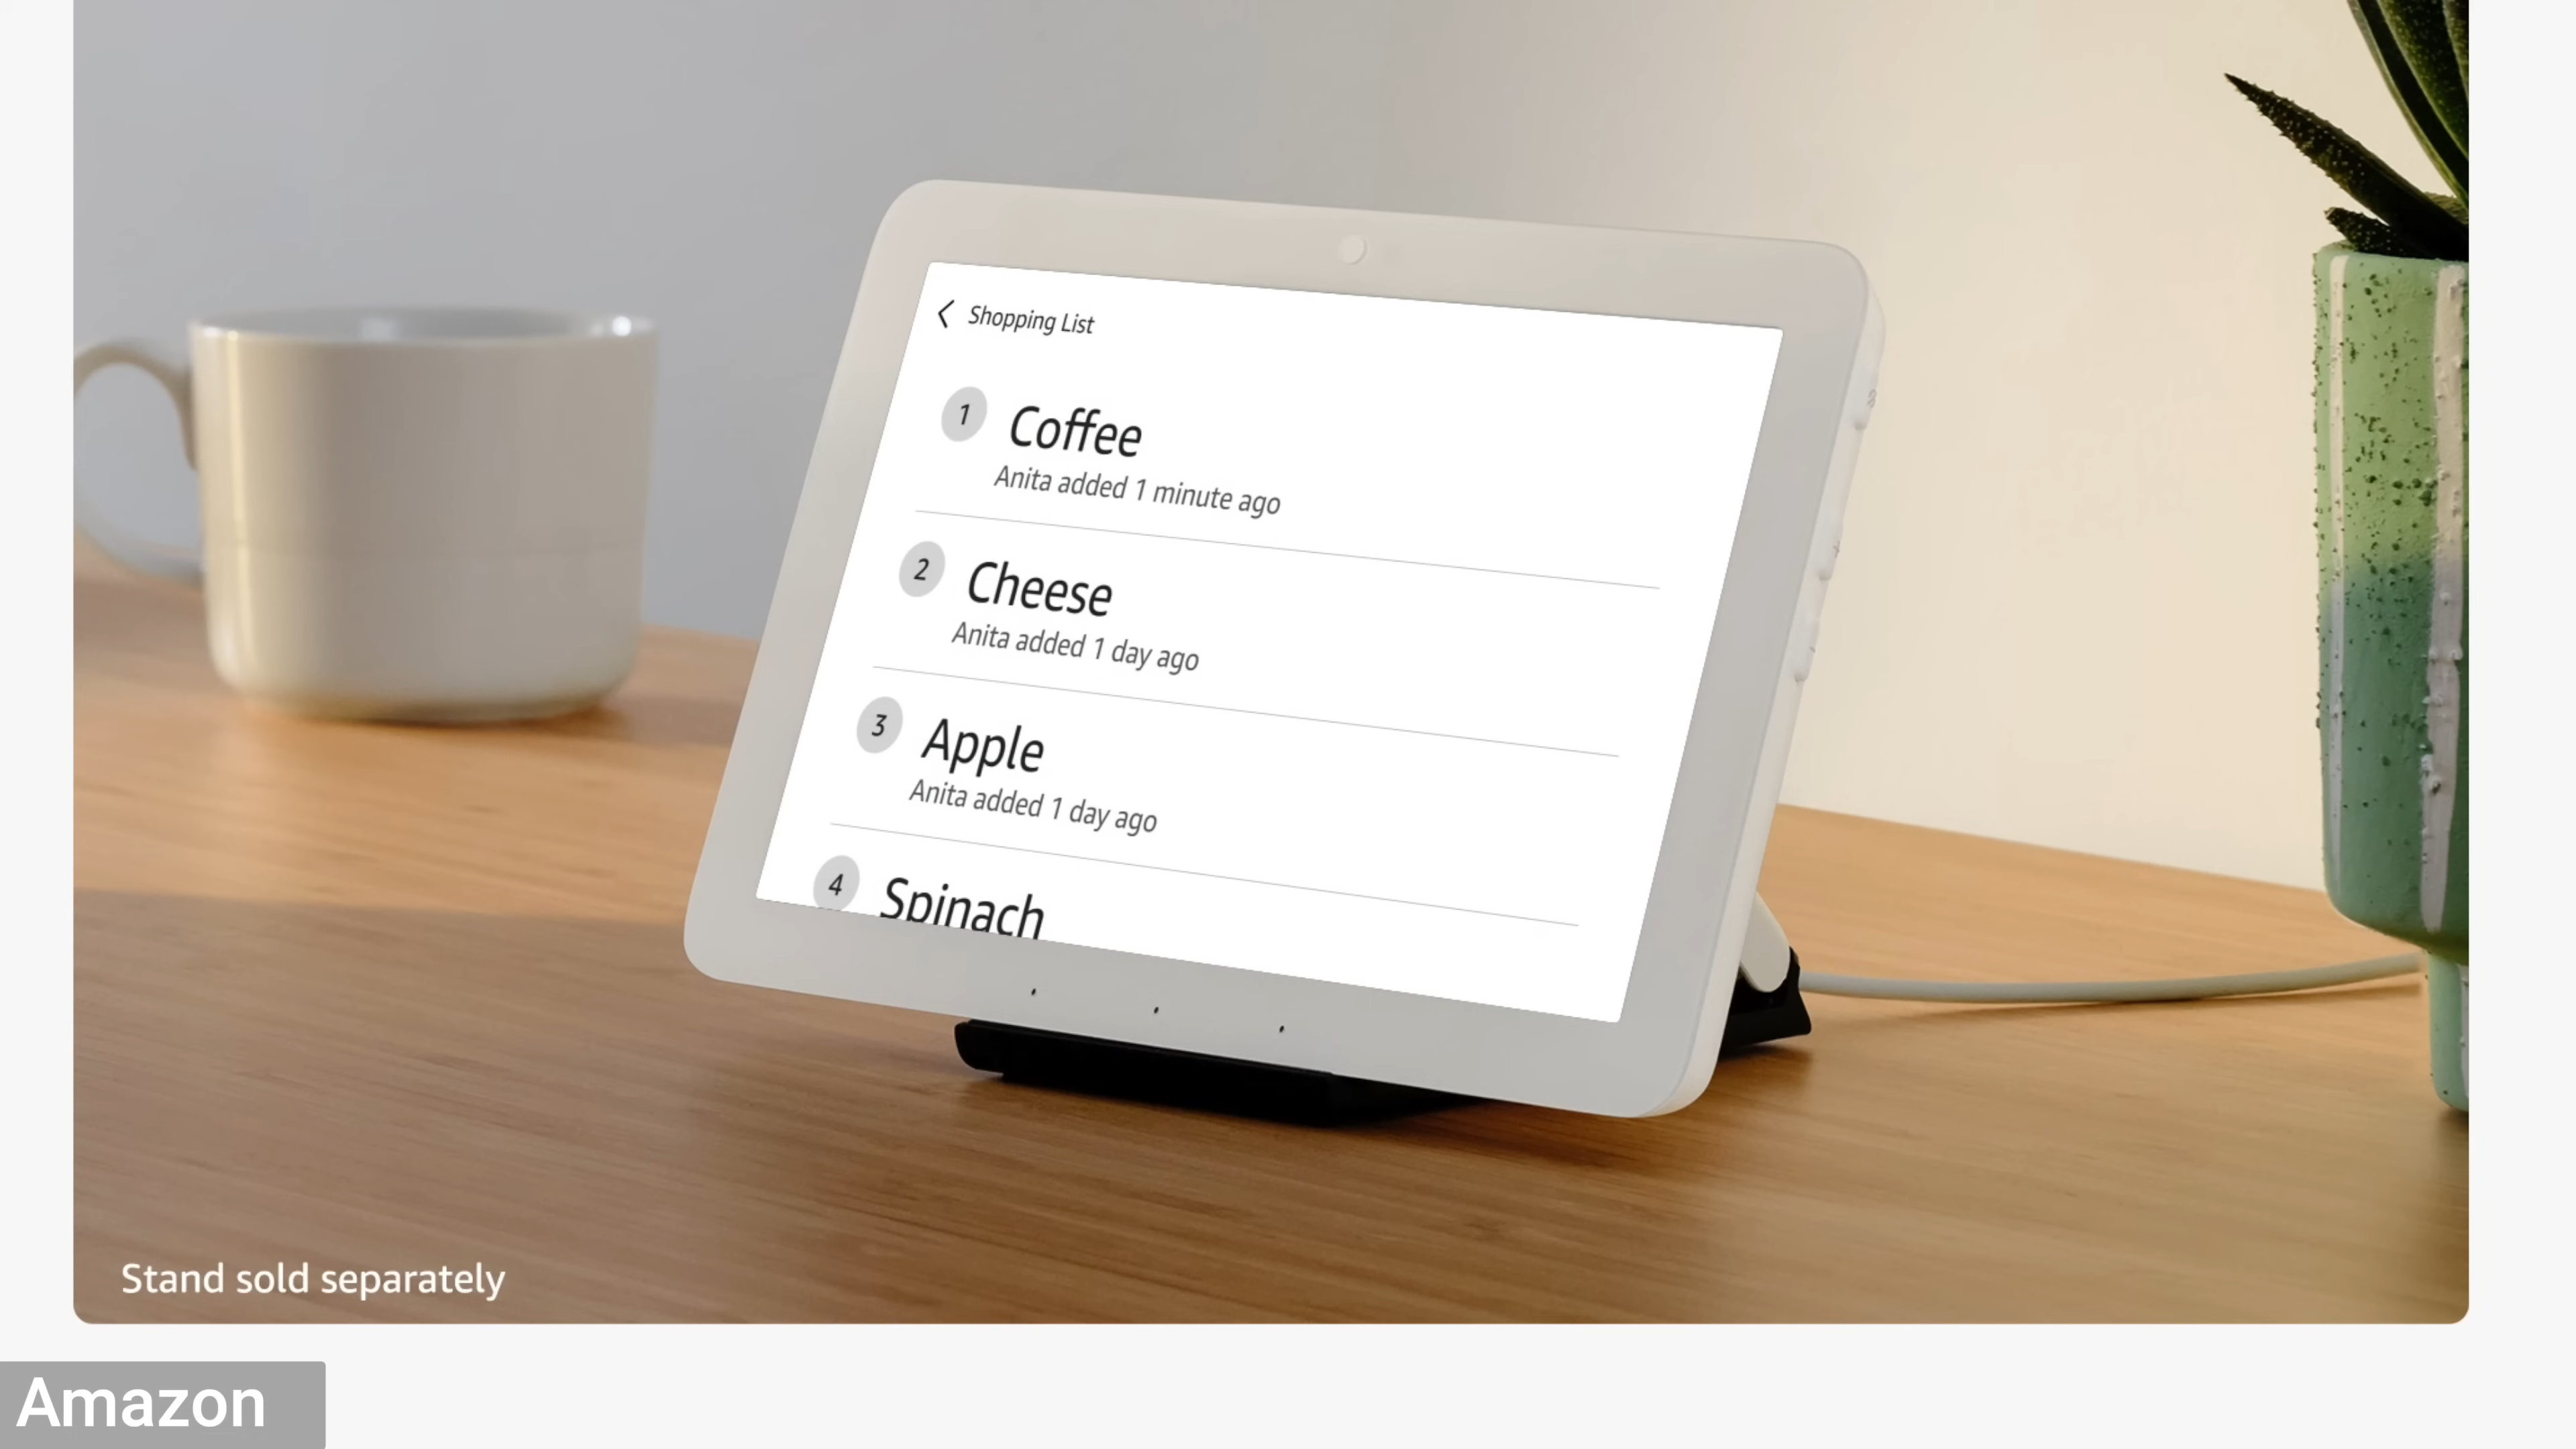 Shopping List
1
Coffee
Anita added 1 minute ago
2
Cheese
Anita added 1 day ago
3
Apple
Anita added 1 day ago
4
Spinach
Stand sold separately
Amazon